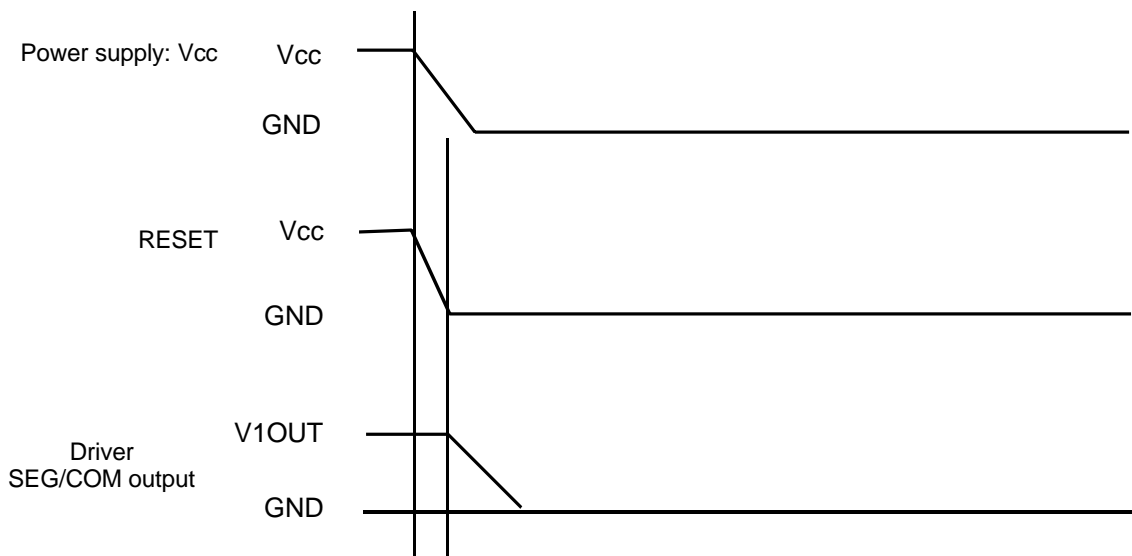 Power supply: Vcc
Vcc
GND
RESET
Vcc
GND
Driver
SEG/COM output
V1OUT
GND